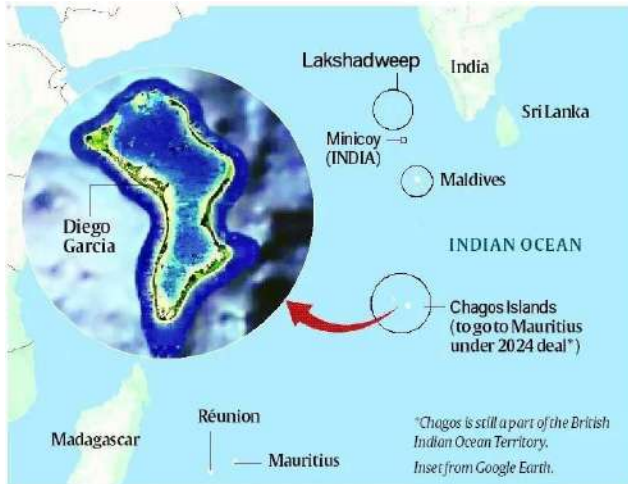 Lakshadweep
India
Sri Lanka
Minicoy
(INDIA)
Maldives
Diego
Garcia
INDIAN OCEAN
Chagos Islands
(to go to Mauritius
under 2024 deal*)
Réunion
Madagascar
Mauritius
*Chagos is still a part of the British
Indian Ocean Territory.
Inset from Google Earth.